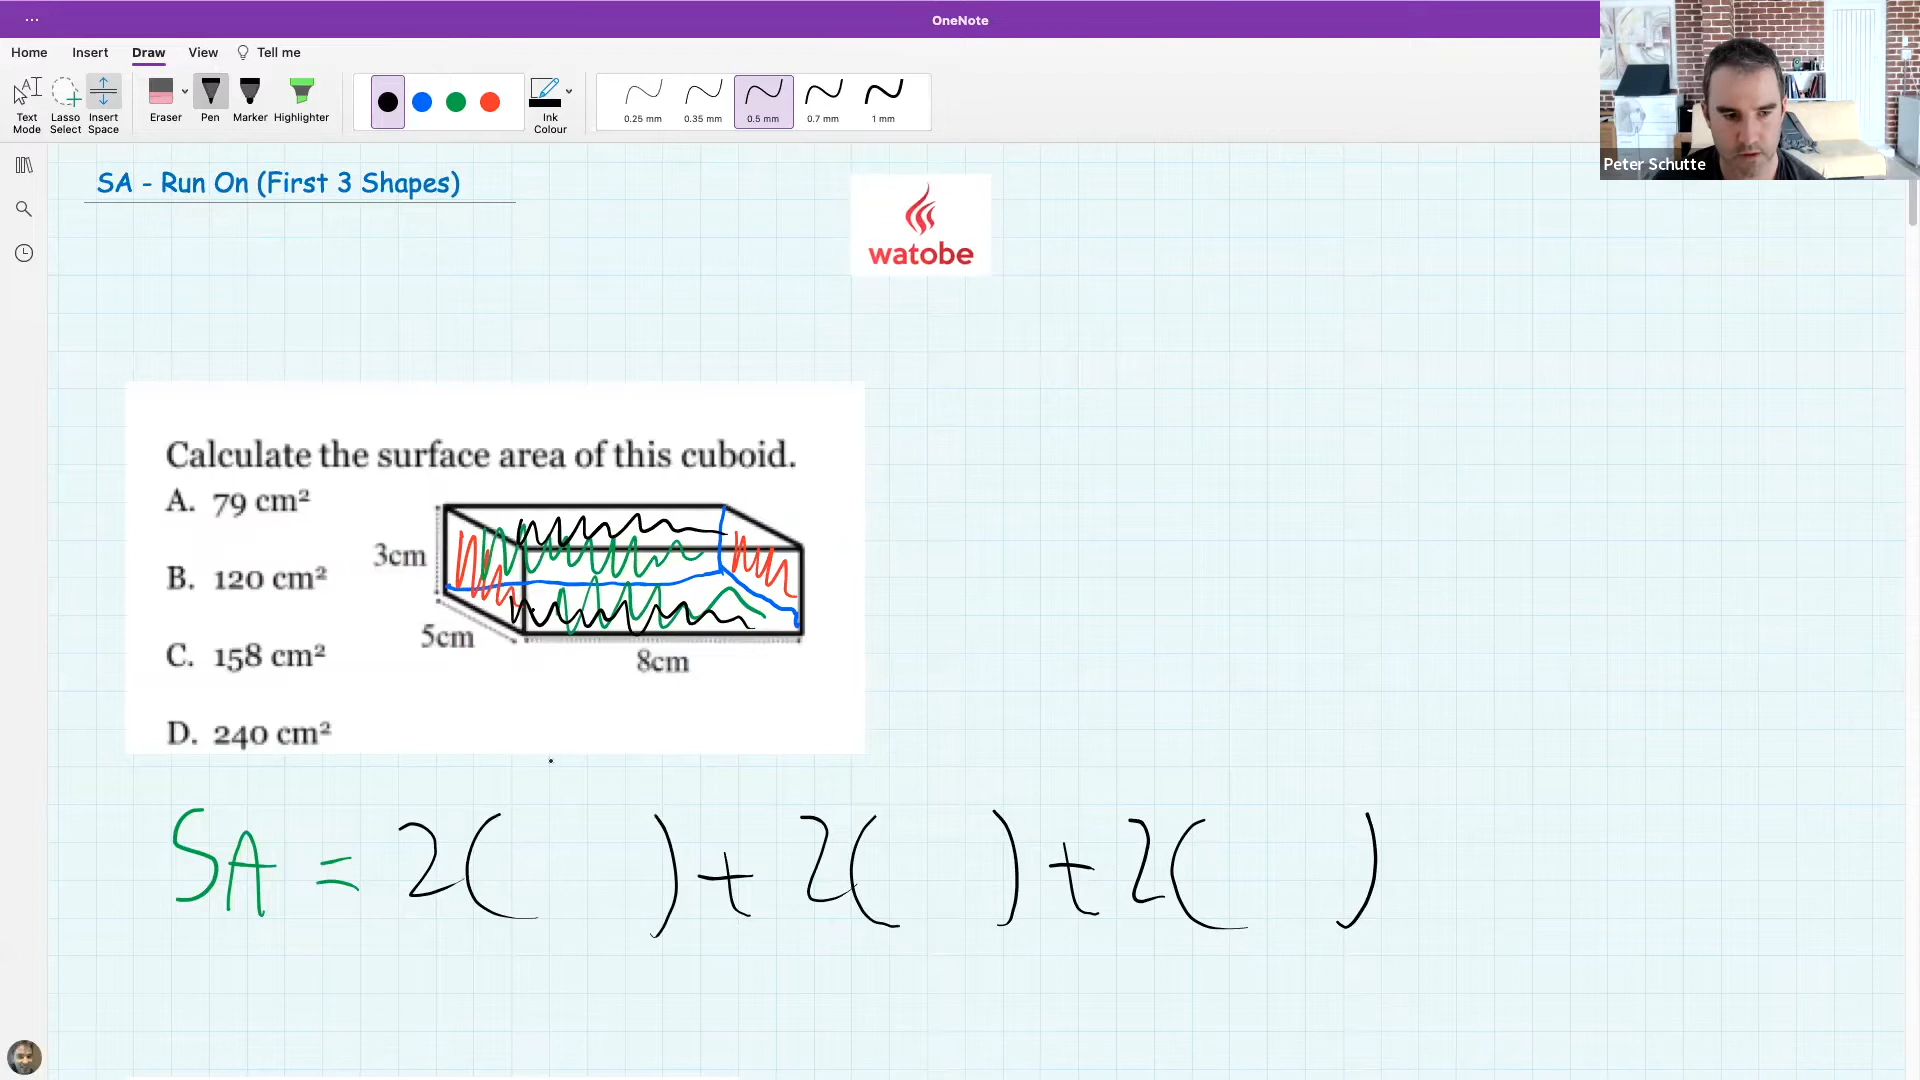 OneNote
Home Insert Draw View Tell me
Text Mode
Lasso Select
Insert Space
Eraser
Pen
Marker
Highlighter
Ink Colour
0.25 mm
0.35 mm
0.5 mm
0.7 mm
1 mm
Peter Schutte
SA - Run On (First 3 Shapes)
watobe
Calculate the surface area of this cuboid.
A. 79 cm²
B. 120 cm²
C. 158 cm²
D. 240 cm²
3cm
5cm
8cm
SA = 2( ) + 2( ) + 2( )